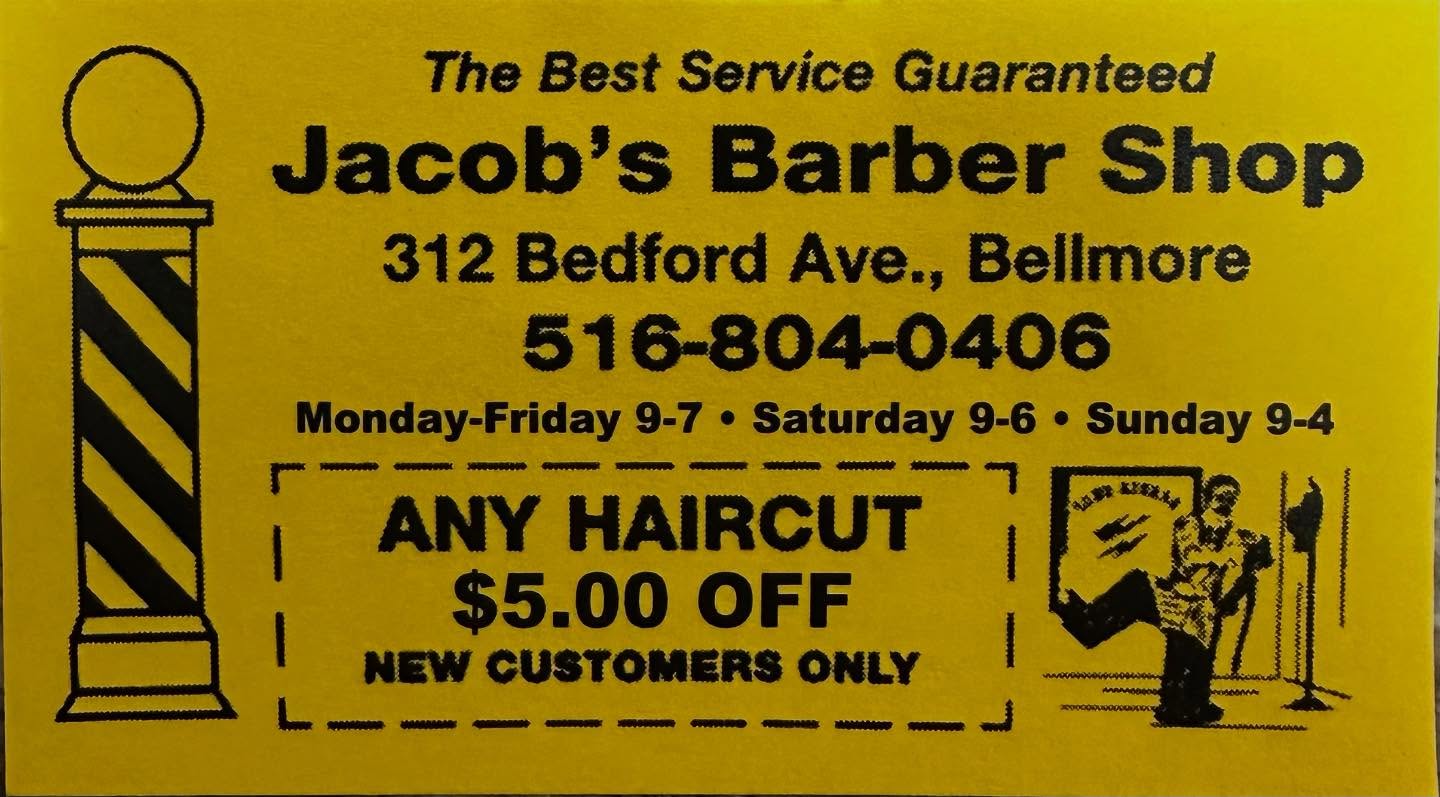 The Best Service Guaranteed
Jacob's Barber Shop
312 Bedford Ave., Bellmore
516-804-0406
Monday-Friday 9-7 • Saturday 9-6 • Sunday 9-4
ANY HAIRCUT
$5.00 OFF
NEW CUSTOMERS ONLY